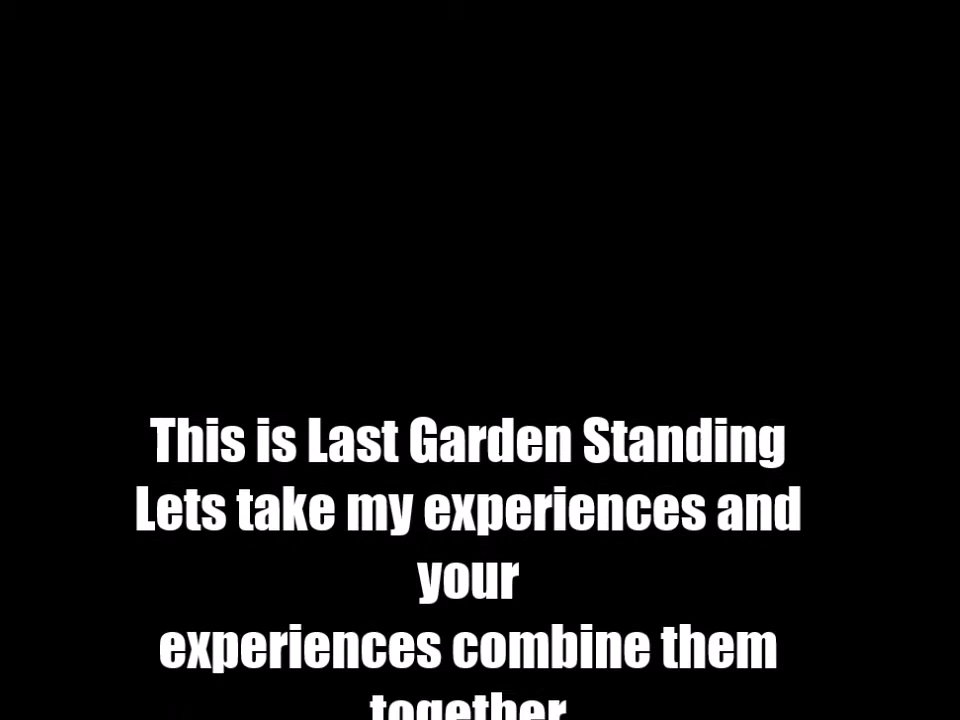 This is Last Garden Standing
Lets take my experiences and
your
experiences combine them
together